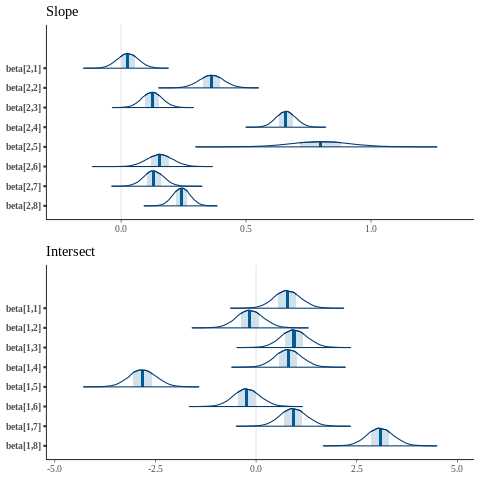 Slope
beta[2,1]
beta[2,2]
beta[2,3]
beta[2,4]
beta[2,5]
beta[2,6]
beta[2,7]
beta[2,8]
0.0 0.5 1.0
Intersect
beta[1,1]
beta[1,2]
beta[1,3]
beta[1,4]
beta[1,5]
beta[1,6]
beta[1,7]
beta[1,8]
-5.0 -2.5 0.0 2.5 5.0